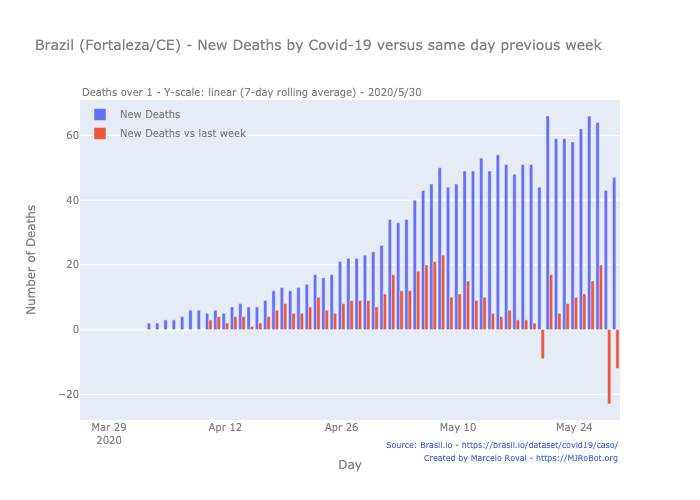 Brazil (Fortaleza/CE) - New Deaths by Covid-19 versus same day previous week
Deaths over 1 - Y-scale: linear (7-day rolling average) - 2020/5/30
New Deaths
New Deaths vs last week
Number of Deaths
60
40
20
0
−20
Mar 29 Apr 12 Apr 26 May 10 May 24
2020
Source: Brasil.io - https://brasil.io/dataset/covid19/caso/
Created by Marcelo Rovai - https://MJRoBot.org
Day